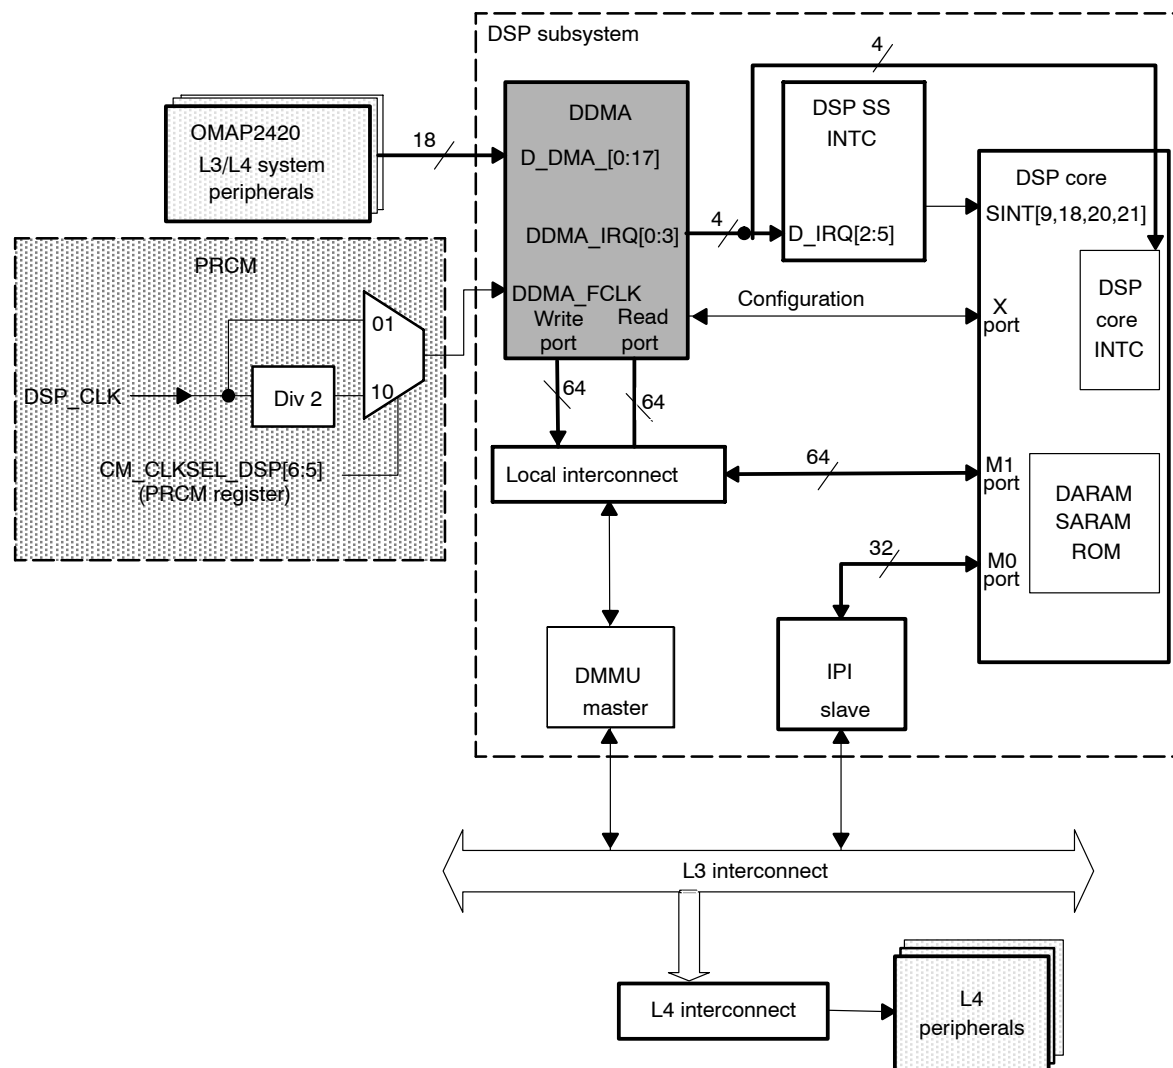 DSP subsystem
4
OMAP2420
L3/L4 system
peripherals
18
DDMA
D_DMA_[0:17]
DDMA_IRQ[0:3]
DDMA_FCLK
Write
port
Read
port
4
DSP SS
INTC
D_IRQ[2:5]
DSP core
SINT[9,18,20,21]
DSP
core
INTC
Configuration
X
port
PRCM
01
10
DSP_CLK
Div 2
CM_CLKSEL_DSP[6:5]
(PRCM register)
64
64
Local interconnect
64
M1
port
DARAM
SARAM
ROM
32
M0
port
DMMU
master
IPI
slave
L3 interconnect
L4 interconnect
L4
peripherals